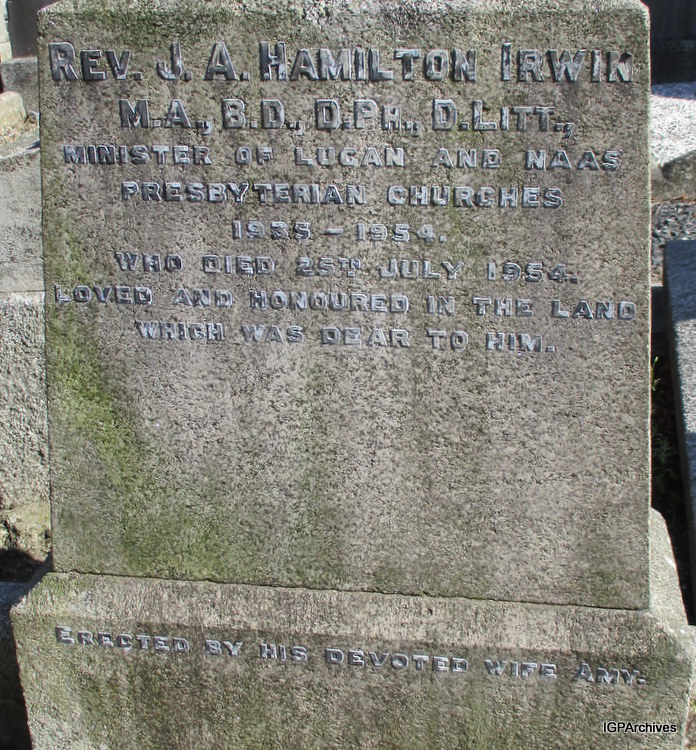 Rev. J. A. Hamilton Irwin
M.A., B.D., D.Ph., D.Litt.,
Minister of Lucan and Naas
Presbyterian Churches
1935 – 1954.
Who died 25th July 1954.
Loved and honoured in the land
which was dear to him.
Erected by his devoted wife Amy.
IGPArchives